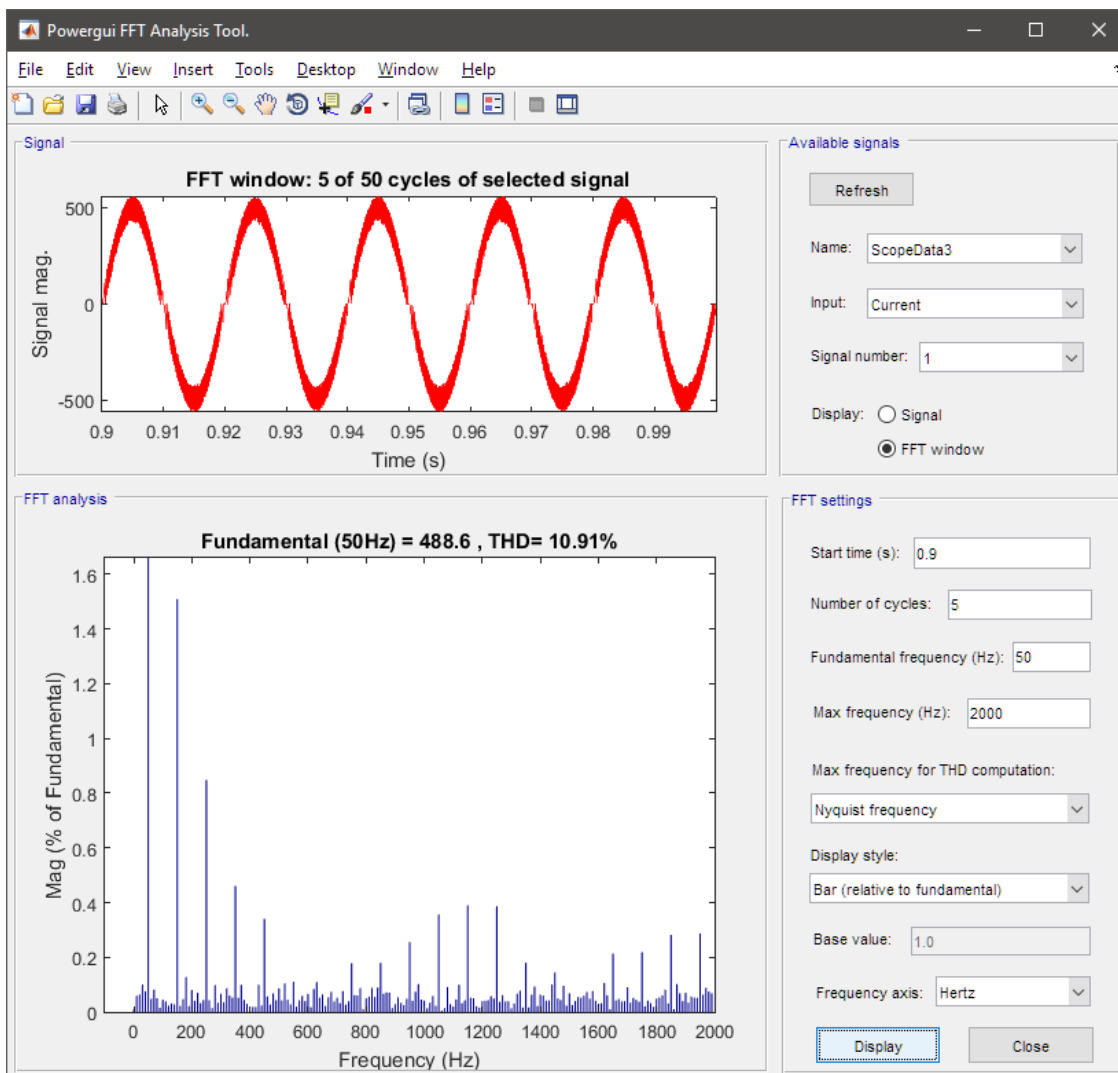 Powergui FFT Analysis Tool.
File Edit View Insert Tools Desktop Window Help
Signal
FFT window: 5 of 50 cycles of selected signal
500
0
-500
Signal mag.
0.9 0.91 0.92 0.93 0.94 0.95 0.96 0.97 0.98 0.99
Time (s)
Available signals
Refresh
Name: ScopeData3
Input: Current
Signal number: 1
Display: Signal
FFT window
FFT analysis
Fundamental (50Hz) = 488.6 , THD= 10.91%
1.6
1.4
1.2
1
0.8
0.6
0.4
0.2
0
Mag (% of Fundamental)
0 200 400 600 800 1000 1200 1400 1600 1800 2000
Frequency (Hz)
FFT settings
Start time (s): 0.9
Number of cycles: 5
Fundamental frequency (Hz): 50
Max frequency (Hz): 2000
Max frequency for THD computation:
Nyquist frequency
Display style:
Bar (relative to fundamental)
Base value: 1.0
Frequency axis: Hertz
Display Close